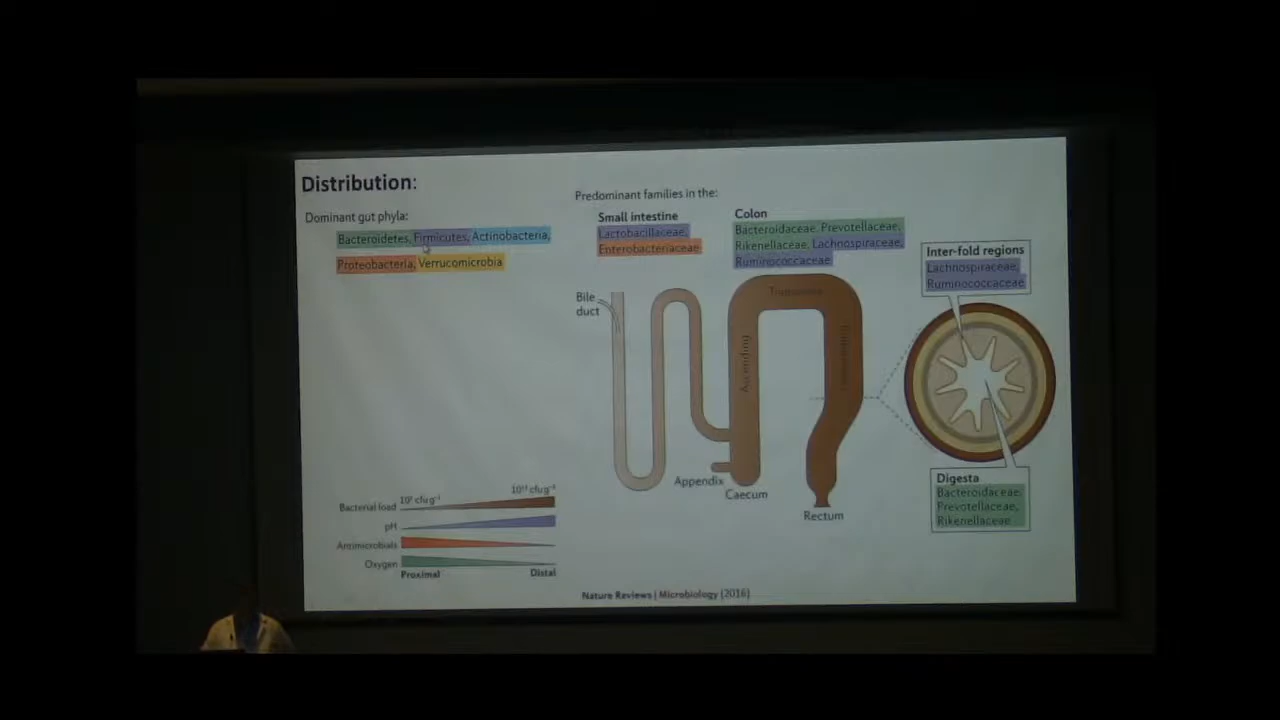 Distribution:
Dominant gut phyla:
Bacteroidetes, Firmicutes, Actinobacteria,
Proteobacteria, Verrucomicrobia
Predominant families in the:
Small intestine
Lactobacillaceae,
Enterobacteriaceae
Colon
Bacteroidaceae, Prevotellaceae,
Rikenellaceae, Lachnospiraceae,
Ruminococcaceae
Inter-fold regions
Lachnospiraceae,
Ruminococcaceae
Bile
duct
Transverse
Ascending
Descending
Appendix
Caecum
Rectum
Digesta
Bacteroidaceae,
Prevotellaceae,
Rikenellaceae
Bacterial load
cfu g⁻¹
cfu g⁻¹
pH
Antimicrobials
Oxygen
Proximal
Distal
Nature Reviews | Microbiology (2016)